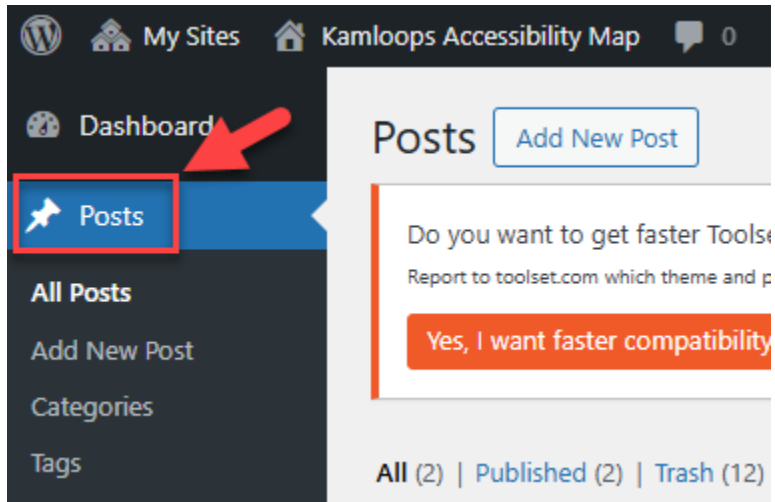 My Sites Kamloops Accessibility Map 0
Dashboard
Posts
All Posts
Add New Post
Categories
Tags
Posts Add New Post
Do you want to get faster
Report to toolset.com which theme and
Yes, I want faster compatibility
All (2) | Published (2) | Trash (12)